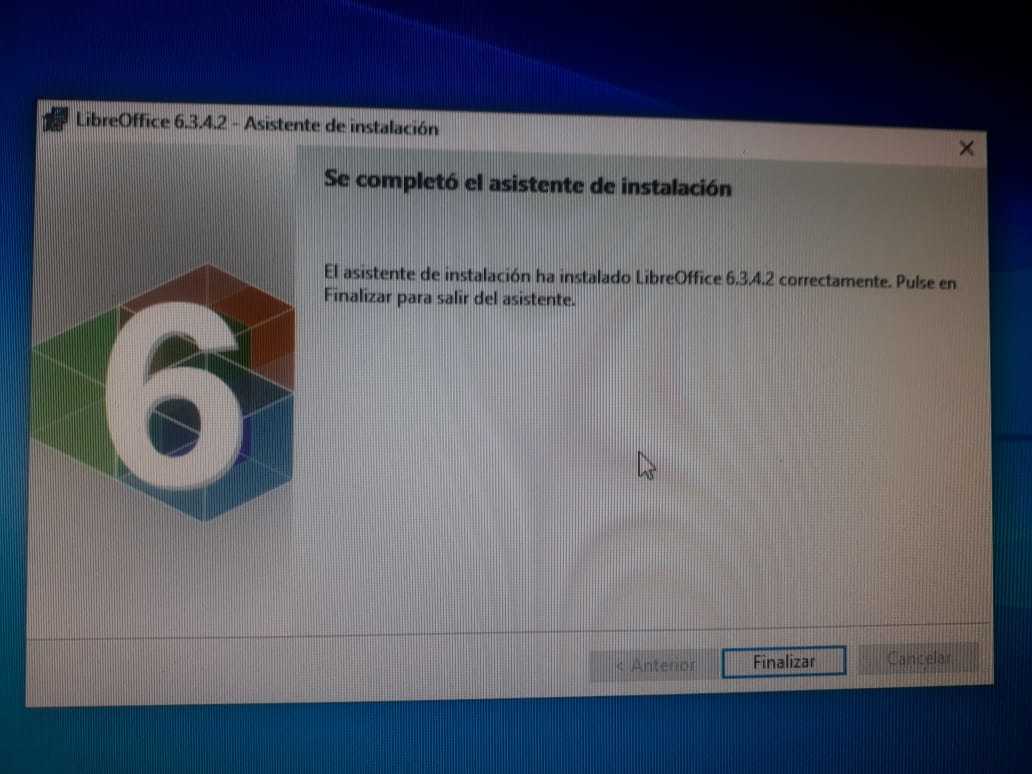 LibreOffice 6.3.4.2 - Asistente de instalación
Se completó el asistente de instalación
El asistente de instalación ha instalado LibreOffice 6.3.4.2 correctamente. Pulse en
Finalizar para salir del asistente.
6
< Anterior
Finalizar
Cancelar